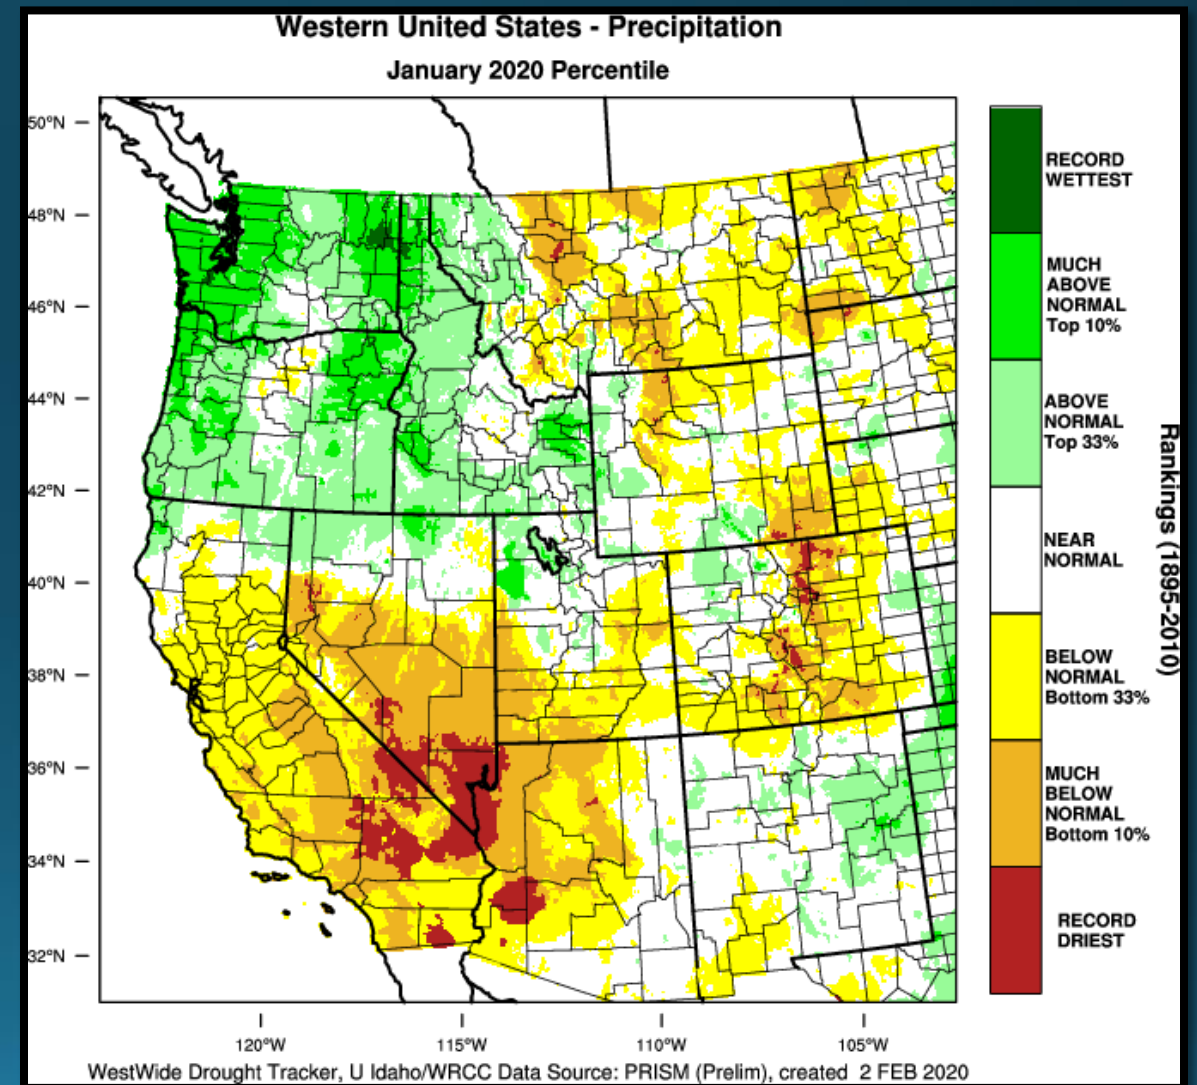 Western United States - Precipitation
January 2020 Percentile
50°N
48°N
46°N
44°N
42°N
40°N
38°N
36°N
34°N
32°N
120°W
115°W
110°W
105°W
RECORD
WETTEST
MUCH
ABOVE
NORMAL
Top 10%
ABOVE
NORMAL
Top 33%
NEAR
NORMAL
BELOW
NORMAL
Bottom 33%
MUCH
BELOW
NORMAL
Bottom 10%
RECORD
DRIEST
Rankings (1895-2010)
WestWide Drought Tracker, U Idaho/WRCC Data Source: PRISM (Prelim), created 2 FEB 2020